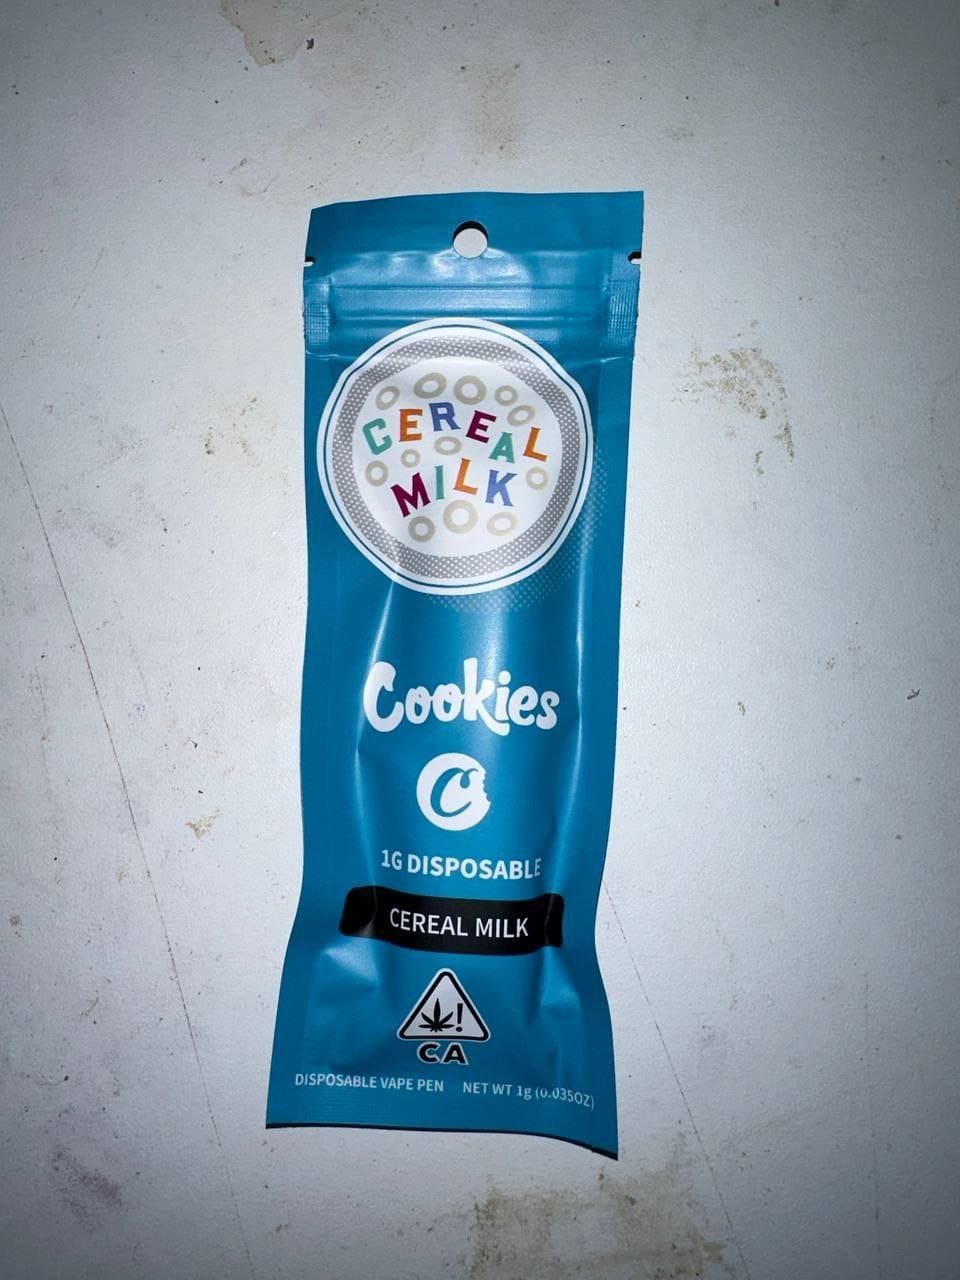 CEREAL
MILK
Cookies
C
1G DISPOSABLE
CEREAL MILK
!
CA
DISPOSABLE VAPE PEN NET WT 1g (0.035OZ)